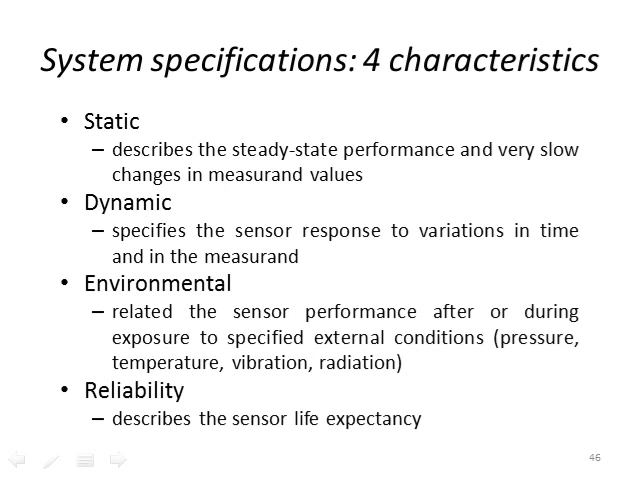 System specifications: 4 characteristics
• Static
– describes the steady-state performance and very slow
changes in measurand values
• Dynamic
– specifies the sensor response to variations in time
and in the measurand
• Environmental
– related the sensor performance after or during
exposure to specified external conditions (pressure,
temperature, vibration, radiation)
• Reliability
– describes the sensor life expectancy
46